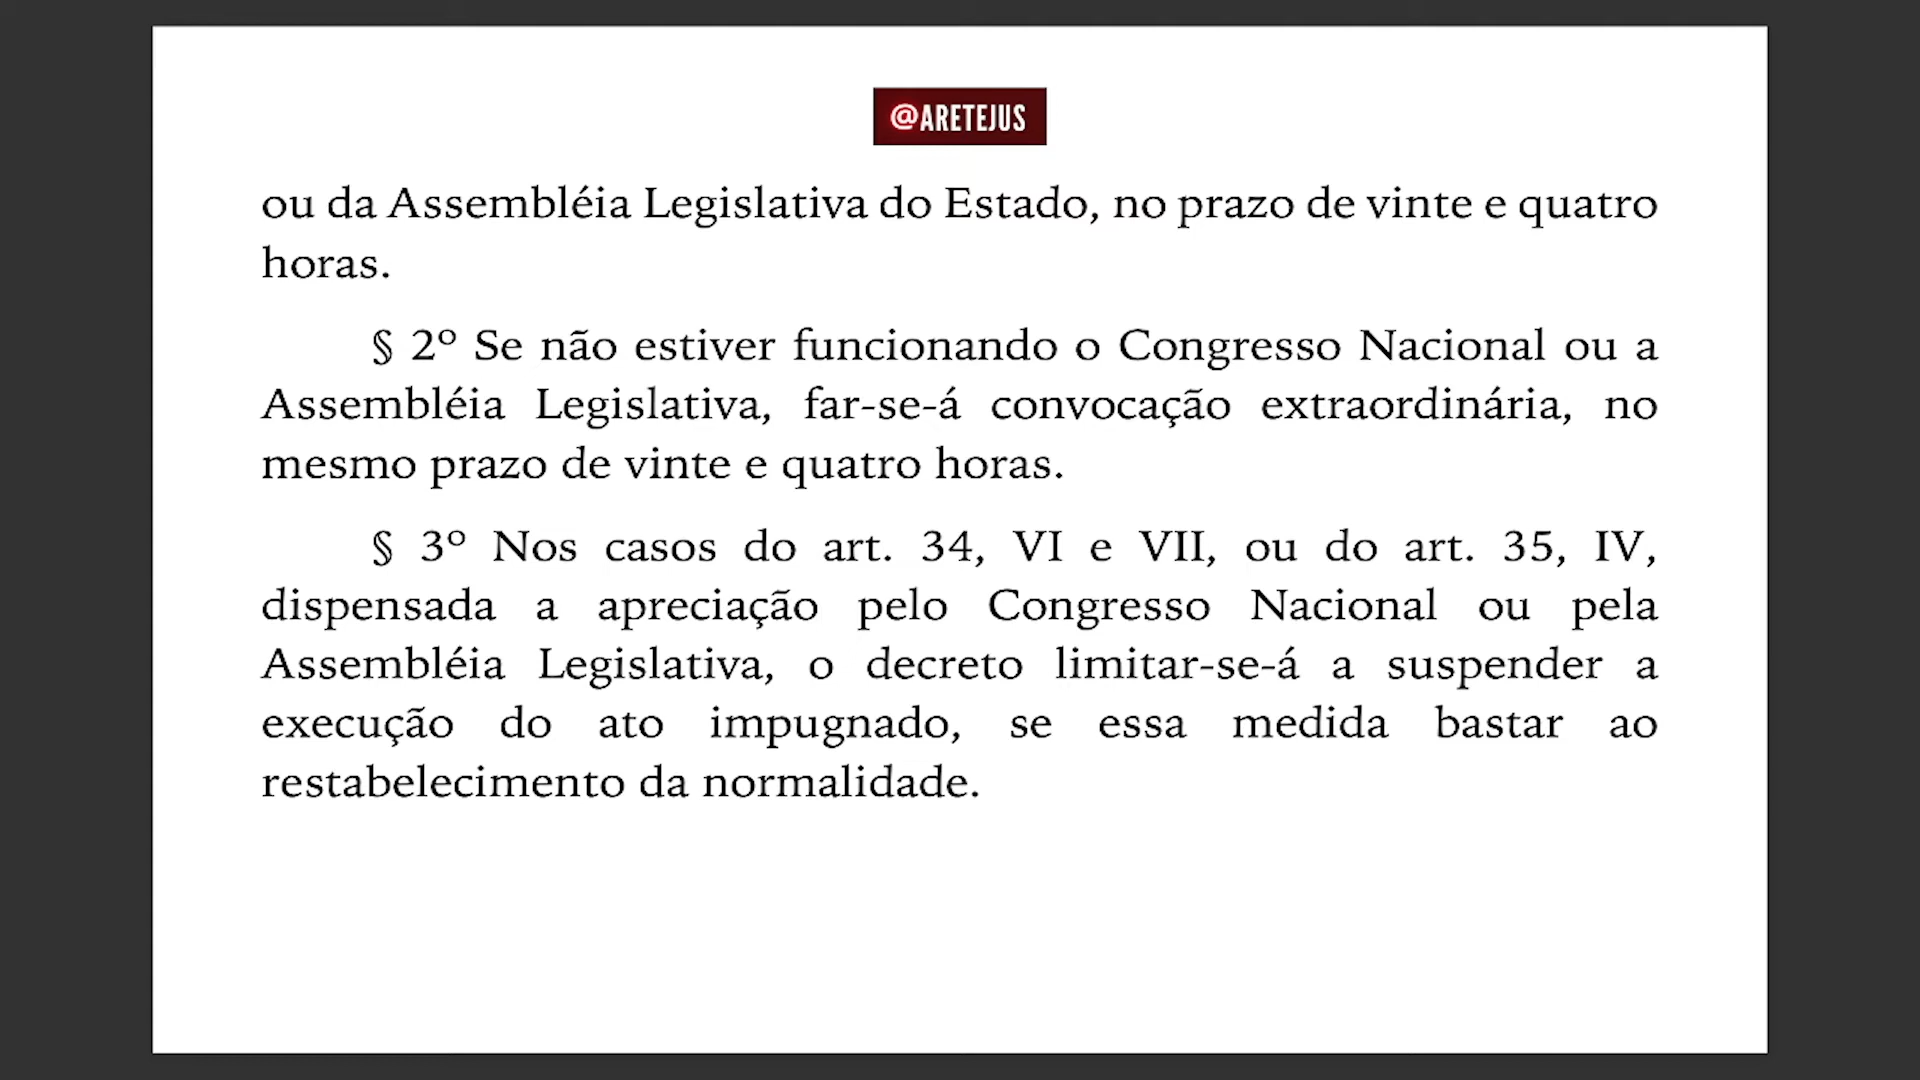 @ARETEJUS
ou da Assembléia Legislativa do Estado, no prazo de vinte e quatro
horas.
§ 2º Se não estiver funcionando o Congresso Nacional ou a
Assembléia Legislativa, far-se-á convocação extraordinária, no
mesmo prazo de vinte e quatro horas.
§ 3º Nos casos do art. 34, VI e VII, ou do art. 35, IV,
dispensada a apreciação pelo Congresso Nacional ou pela
Assembléia Legislativa, o decreto limitar-se-á a suspender a
execução do ato impugnado, se essa medida bastar ao
restabelecimento da normalidade.